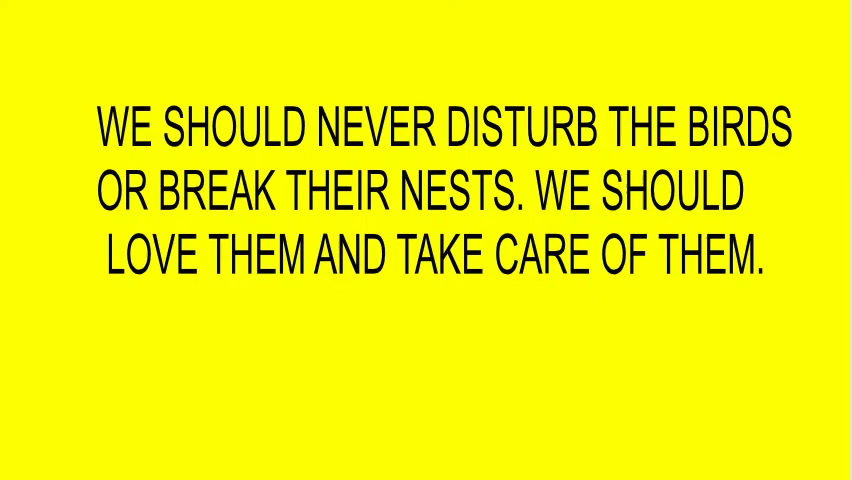 WE SHOULD NEVER DISTURB THE BIRDS
OR BREAK THEIR NESTS. WE SHOULD
LOVE THEM AND TAKE CARE OF THEM.